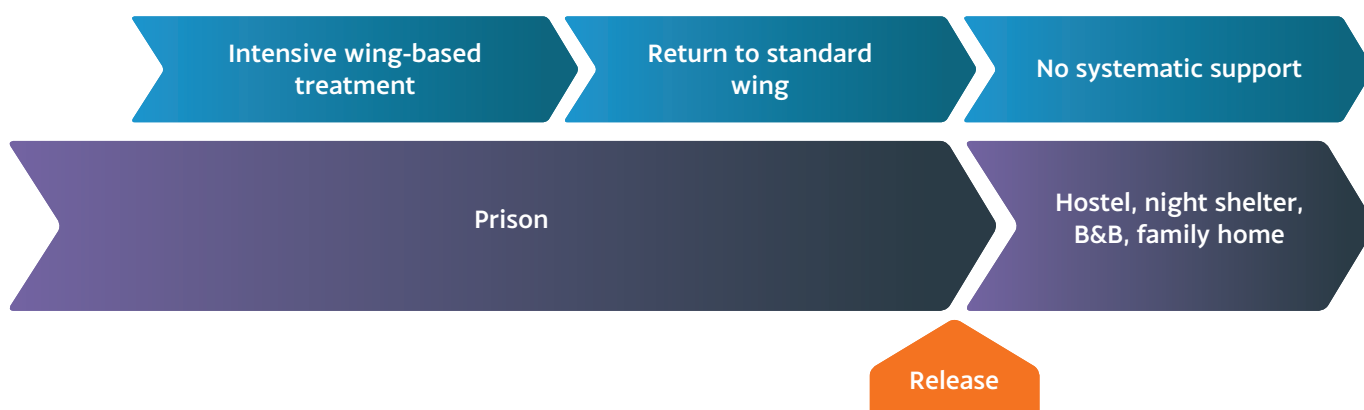 Intensive wing-based
treatment
Return to standard
wing
No systematic support
Prison
Hostel, night shelter,
B&B, family home
Release